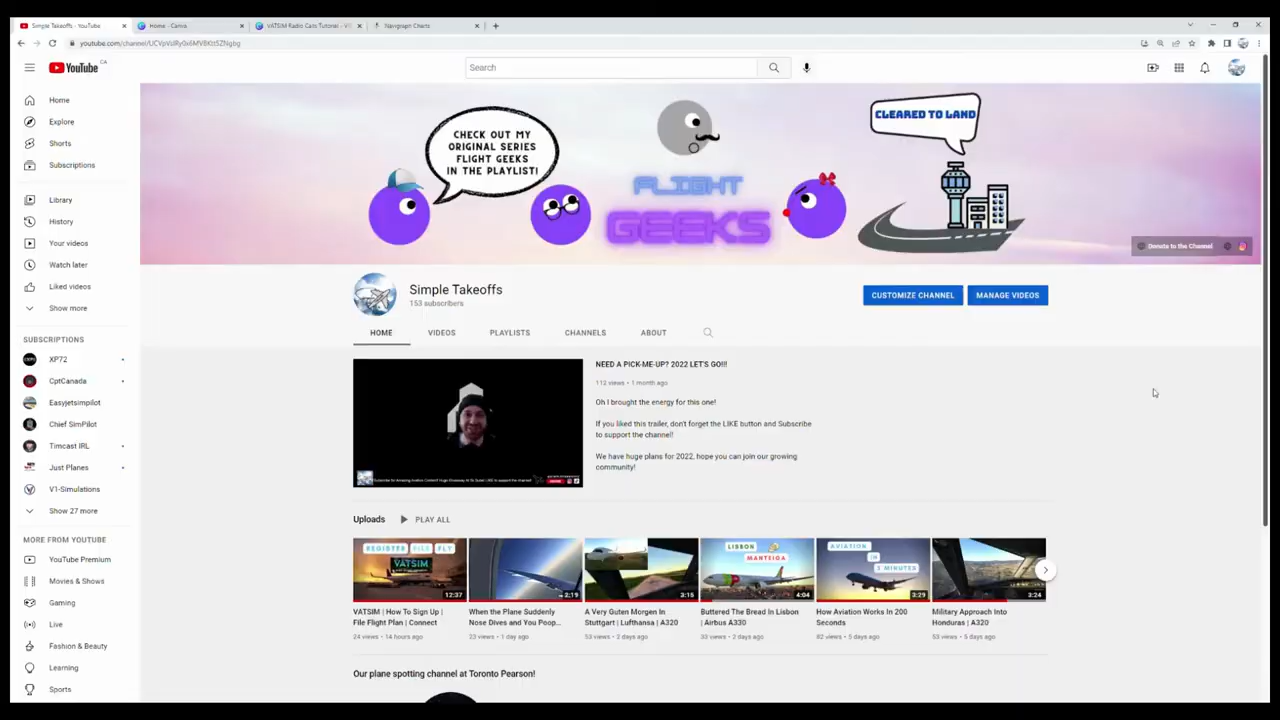 Simple Takeoffs - YouTube
Home - Canva
VATSIM Radio Calls Tutorial - VIS
Navigraph Charts
YouTube
CA
Search
Home
Explore
Shorts
Subscriptions
Library
History
Your videos
Watch later
Liked videos
Show more
SUBSCRIPTIONS
XP72
CptCanada
Easyjetsimpilot
Chief SimPilot
Timcast IRL
Just Planes
V1-Simulations
Show 27 more
MORE FROM YOUTUBE
YouTube Premium
Movies & Shows
Gaming
Live
Fashion & Beauty
Learning
Sports
CHECK OUT MY
ORIGINAL SERIES
FLIGHT GEEKS
IN THE PLAYLIST!
FLIGHT
GEEKS
CLEARED TO LAND
Donate to the Channel
Simple Takeoffs
153 subscribers
CUSTOMIZE CHANNEL
MANAGE VIDEOS
HOME
VIDEOS
PLAYLISTS
CHANNELS
ABOUT
NEED A PICK-ME-UP? 2022 LET'S GO!!!
112 views • 1 month ago
Oh I brought the energy for this one!
If you liked this trailer, don't forget the LIKE button and Subscribe
to support the channel!
We have huge plans for 2022, hope you can join our growing
community!
Uploads
PLAY ALL
REGISTER FILE FLY
VATSIM
12:37
VATSIM | How To Sign Up |
File Flight Plan | Connect
24 views • 14 hours ago
2:19
When the Plane Suddenly
Nose Dives and You Poop...
33 views • 1 day ago
3:15
A Very Guten Morgen In
Stuttgart | Lufthansa | A320
53 views • 2 days ago
LISBON
MANTEIGA
4:04
Buttered The Bread In Lisbon
| Airbus A330
33 views • 2 days ago
AVIATION
IN
3 MINUTES
3:29
How Aviation Works In 200
Seconds
82 views • 5 days ago
3:24
Military Approach Into
Honduras | A320
53 views • 5 days ago
Our plane spotting channel at Toronto Pearson!